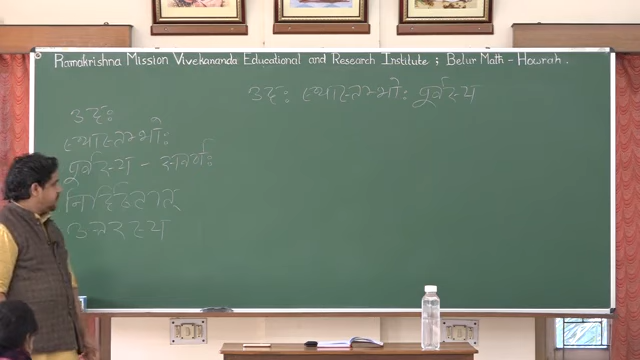 Ramakrishna Mission Vivekananda Educational and Research Institute ; Belur Math - Howrah.
उदः स्थास्तम्भोः पूर्वस्य
उदः
स्थास्तम्भोः
पूर्वस्य - सवर्णः
निर्दिष्टात्
उत्तरस्य